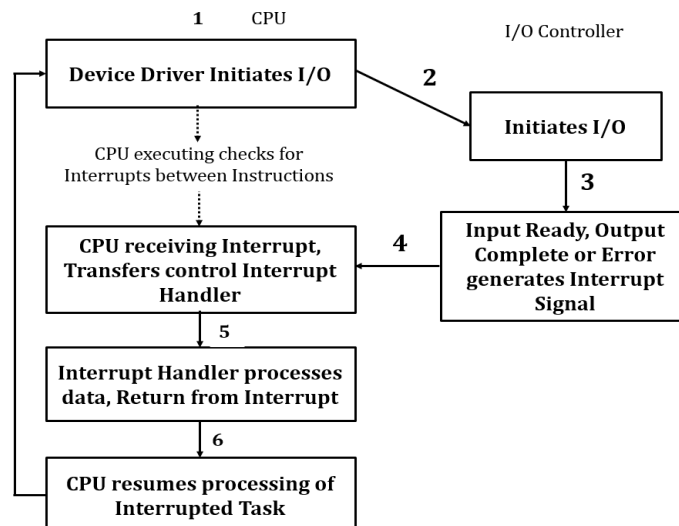 1 CPU
I/O Controller
Device Driver Initiates I/O
2
Initiates I/O
CPU executing checks for
Interrupts between Instructions
3
CPU receiving Interrupt,
Transfers control Interrupt
Handler
4
Input Ready, Output
Complete or Error
generates Interrupt
Signal
5
Interrupt Handler processes
data, Return from Interrupt
6
CPU resumes processing of
Interrupted Task